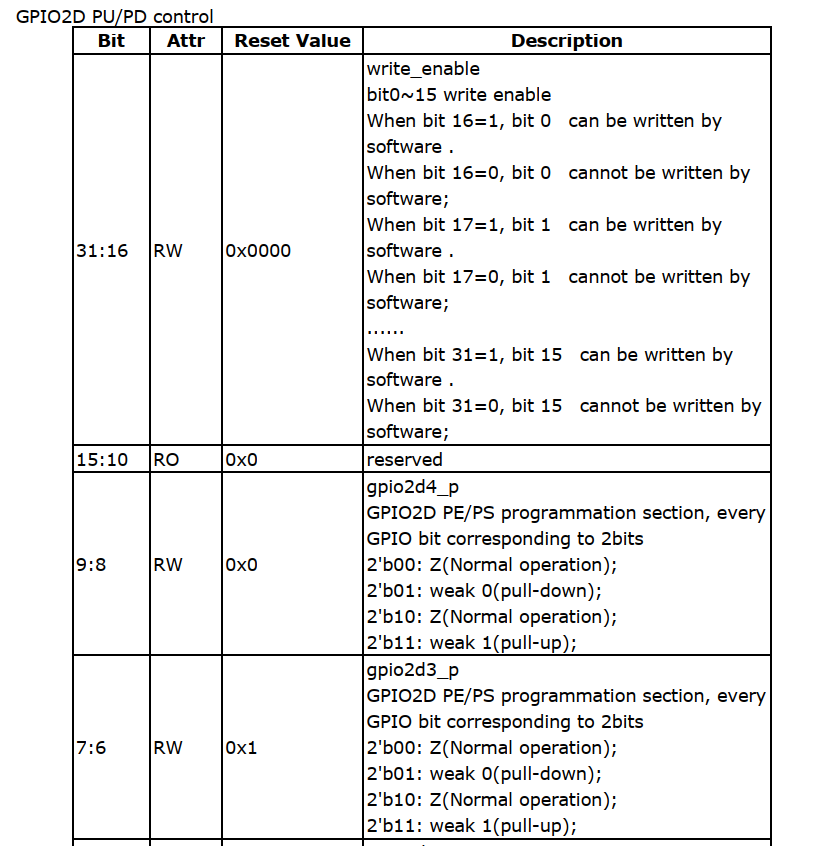 GPIO2D PU/PD control
Bit Attr Reset Value Description
write_enable
bit0~15 write enable
When bit 16=1, bit 0 can be written by
software .
When bit 16=0, bit 0 cannot be written by
software;
When bit 17=1, bit 1 can be written by
31:16 RW 0x0000 software .
When bit 17=0, bit 1 cannot be written by
software;
......
When bit 31=1, bit 15 can be written by
software .
When bit 31=0, bit 15 cannot be written by
software;
15:10 RO 0x0 reserved
gpio2d4_p
GPIO2D PE/PS programmation section, every
GPIO bit corresponding to 2bits
9:8 RW 0x0 2'b00: Z(Normal operation);
2'b01: weak 0(pull-down);
2'b10: Z(Normal operation);
2'b11: weak 1(pull-up);
gpio2d3_p
GPIO2D PE/PS programmation section, every
GPIO bit corresponding to 2bits
7:6 RW 0x1 2'b00: Z(Normal operation);
2'b01: weak 0(pull-down);
2'b10: Z(Normal operation);
2'b11: weak 1(pull-up);